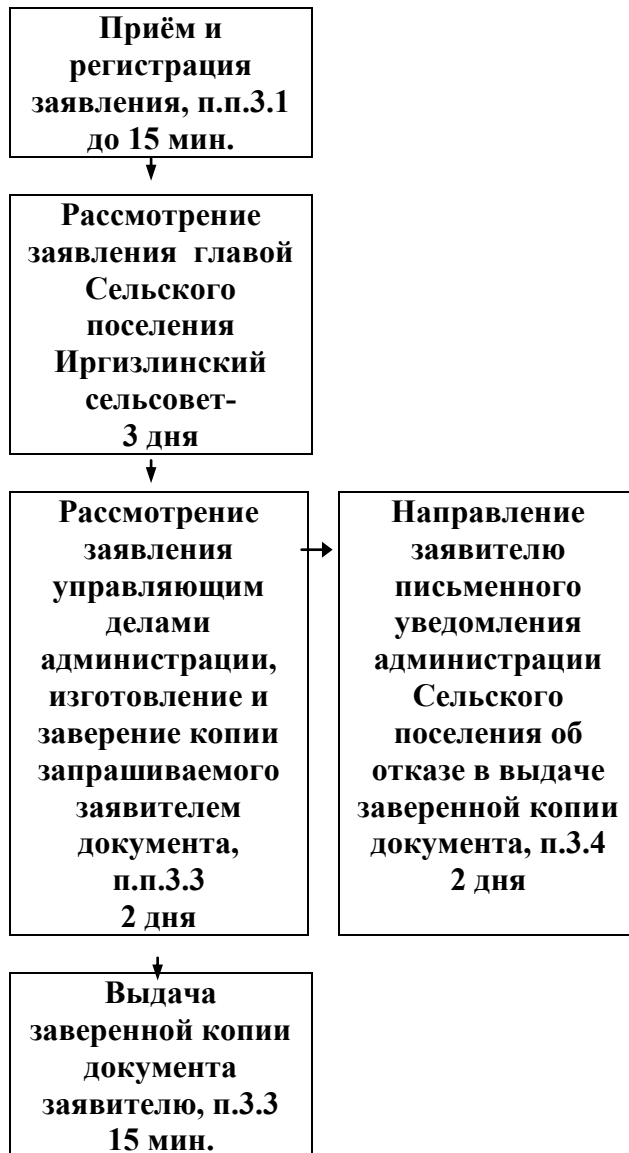 Приём и
регистрация
заявления, п.п.3.1
до 15 мин.
Рассмотрение
заявления главой
Сельского
поселения
Иргизлинский
сельсовет-
3 дня
Рассмотрение
заявления
управляющим
делами
администрации,
изготовление и
заверение копии
запрашиваемого
заявителем
документа,
п.п.3.3
2 дня
Направление
заявителю
письменного
уведомления
администрации
Сельского
поселения об
отказе в выдаче
заверенной копии
документа, п.3.4
2 дня
Выдача
заверенной копии
документа
заявителю, п.3.3
15 мин.